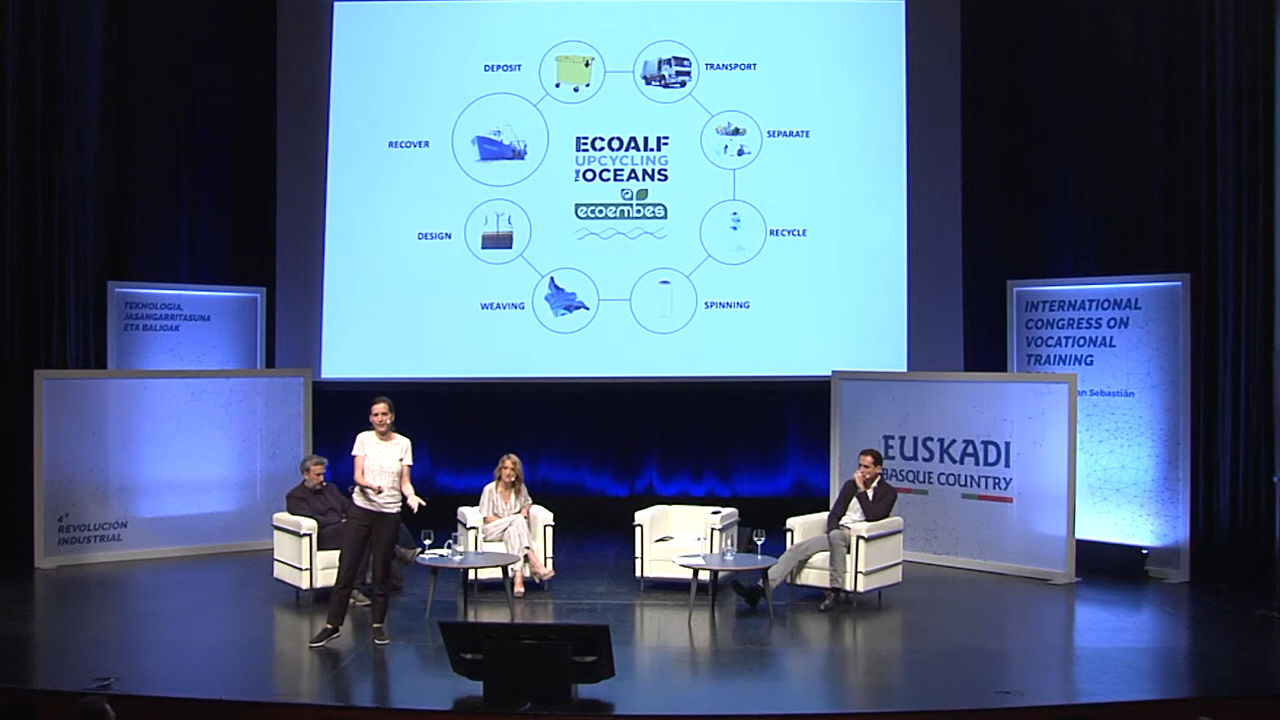 DEPOSIT
TRANSPORT
RECOVER
SEPARATE
ECOALF
UPCYCLING
THE OCEANS
ecoembes
DESIGN
RECYCLE
WEAVING
SPINNING
TEKNOLOGIA,
JASANGARRITASUNA
ETA BALIOAK
INTERNATIONAL
CONGRESS ON
VOCATIONAL
TRAINING
an Sebastián
EUSKADI
BASQUE COUNTRY
4ª
REVOLUCIÓN
INDUSTRIAL